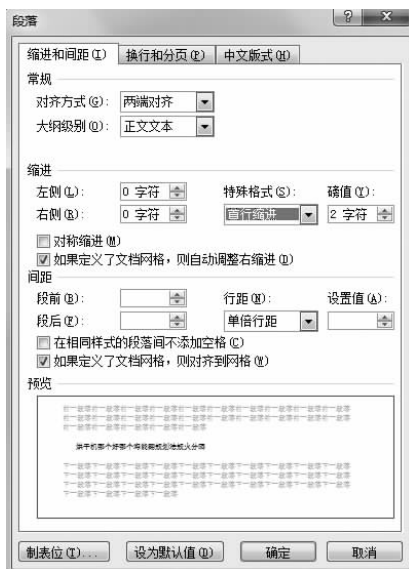 段落
缩进和间距(I) 换行和分页(P) 中文版式(H)
常规
对齐方式(G): 两端对齐
大纲级别(O): 正文文本
缩进
左侧(L): 0 字符 特殊格式(S): 磅值(Y):
右侧(R): 0 字符 首行缩进 2 字符
对称缩进(M)
如果定义了文档网格，则自动调整右缩进(D)
间距
段前(B): 行距(N): 设置值(A):
段后(F): 单倍行距
在相同样式的段落间不添加空格(C)
如果定义了文档网格，则对齐到网格(W)
预览
制表位(T)... 设为默认值(D) 确定 取消